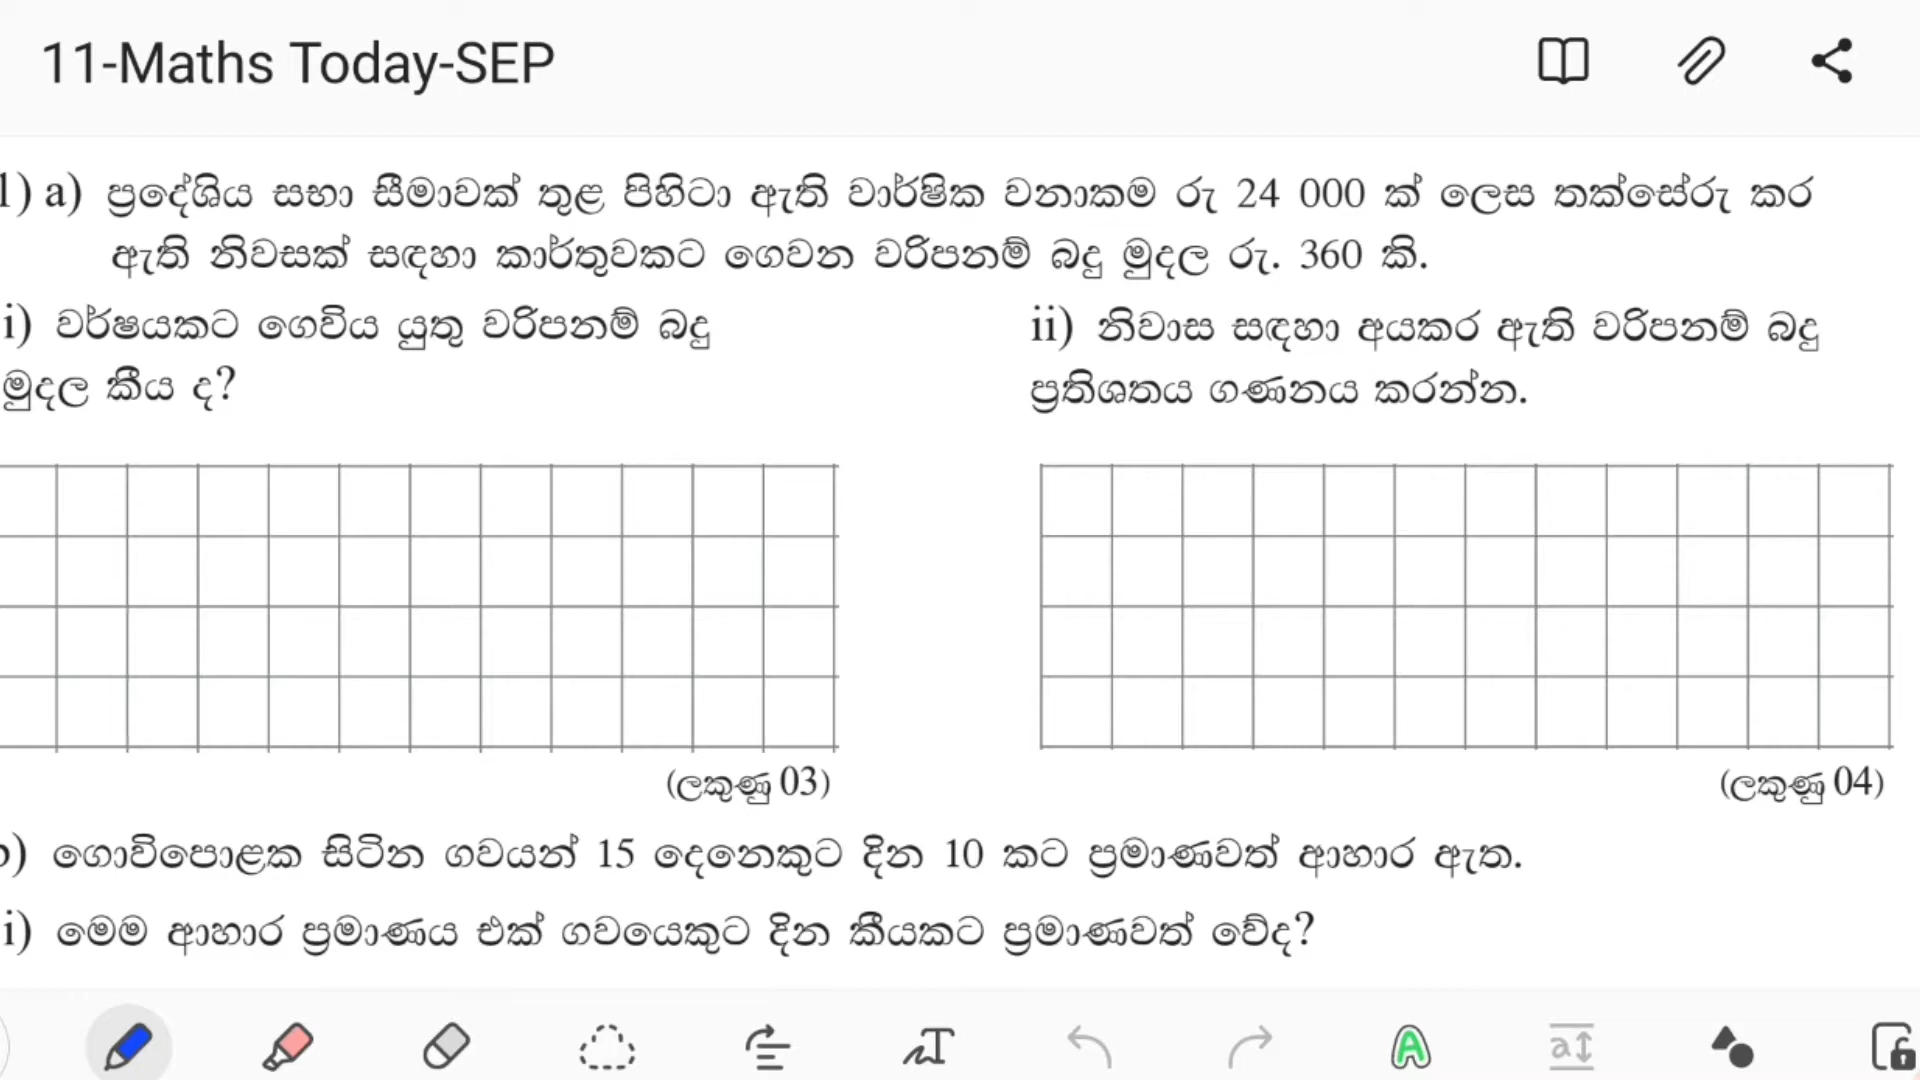 11-Maths Today-SEP
1) a) ප්‍රදේශීය සභා සීමාවක් තුළ පිහිටා ඇති වාර්ෂික වනාකම රු 24 000 ක් ලෙස තක්සේරු කර
ඇති නිවසක් සඳහා කාර්තුවකට ගෙවන වරිපනම් බදු මුදල රු. 360 කි.
i) වර්ෂයකට ගෙවිය යුතු වරිපනම් බදු
මුදල කීය ද?
ii) නිවාස සඳහා අයකර ඇති වරිපනම් බදු
ප්‍රතිශතය ගණනය කරන්න.
(ලකුණු 03)
(ලකුණු 04)
b) ගොවිපොළක සිටින ගවයන් 15 දෙනෙකුට දින 10 කට ප්‍රමාණවත් ආහාර ඇත.
i) මෙම ආහාර ප්‍රමාණය එක් ගවයෙකුට දින කීයකට ප්‍රමාණවත් වේද?